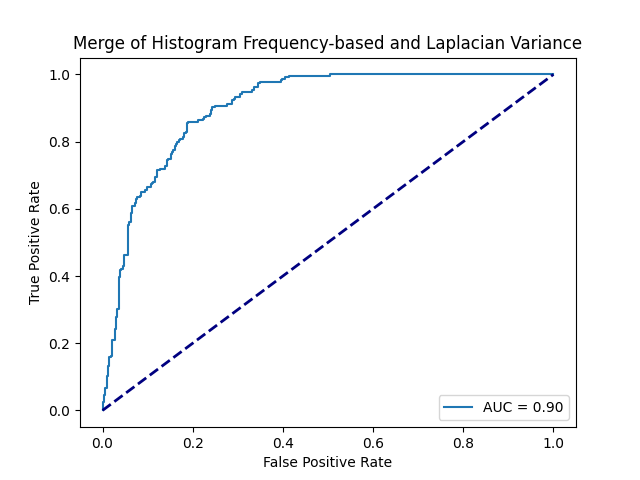 Merge of Histogram Frequency-based and Laplacian Variance
1.0
0.8
0.6
0.4
0.2
0.0
True Positive Rate
AUC = 0.90
0.0 0.2 0.4 0.6 0.8 1.0
False Positive Rate